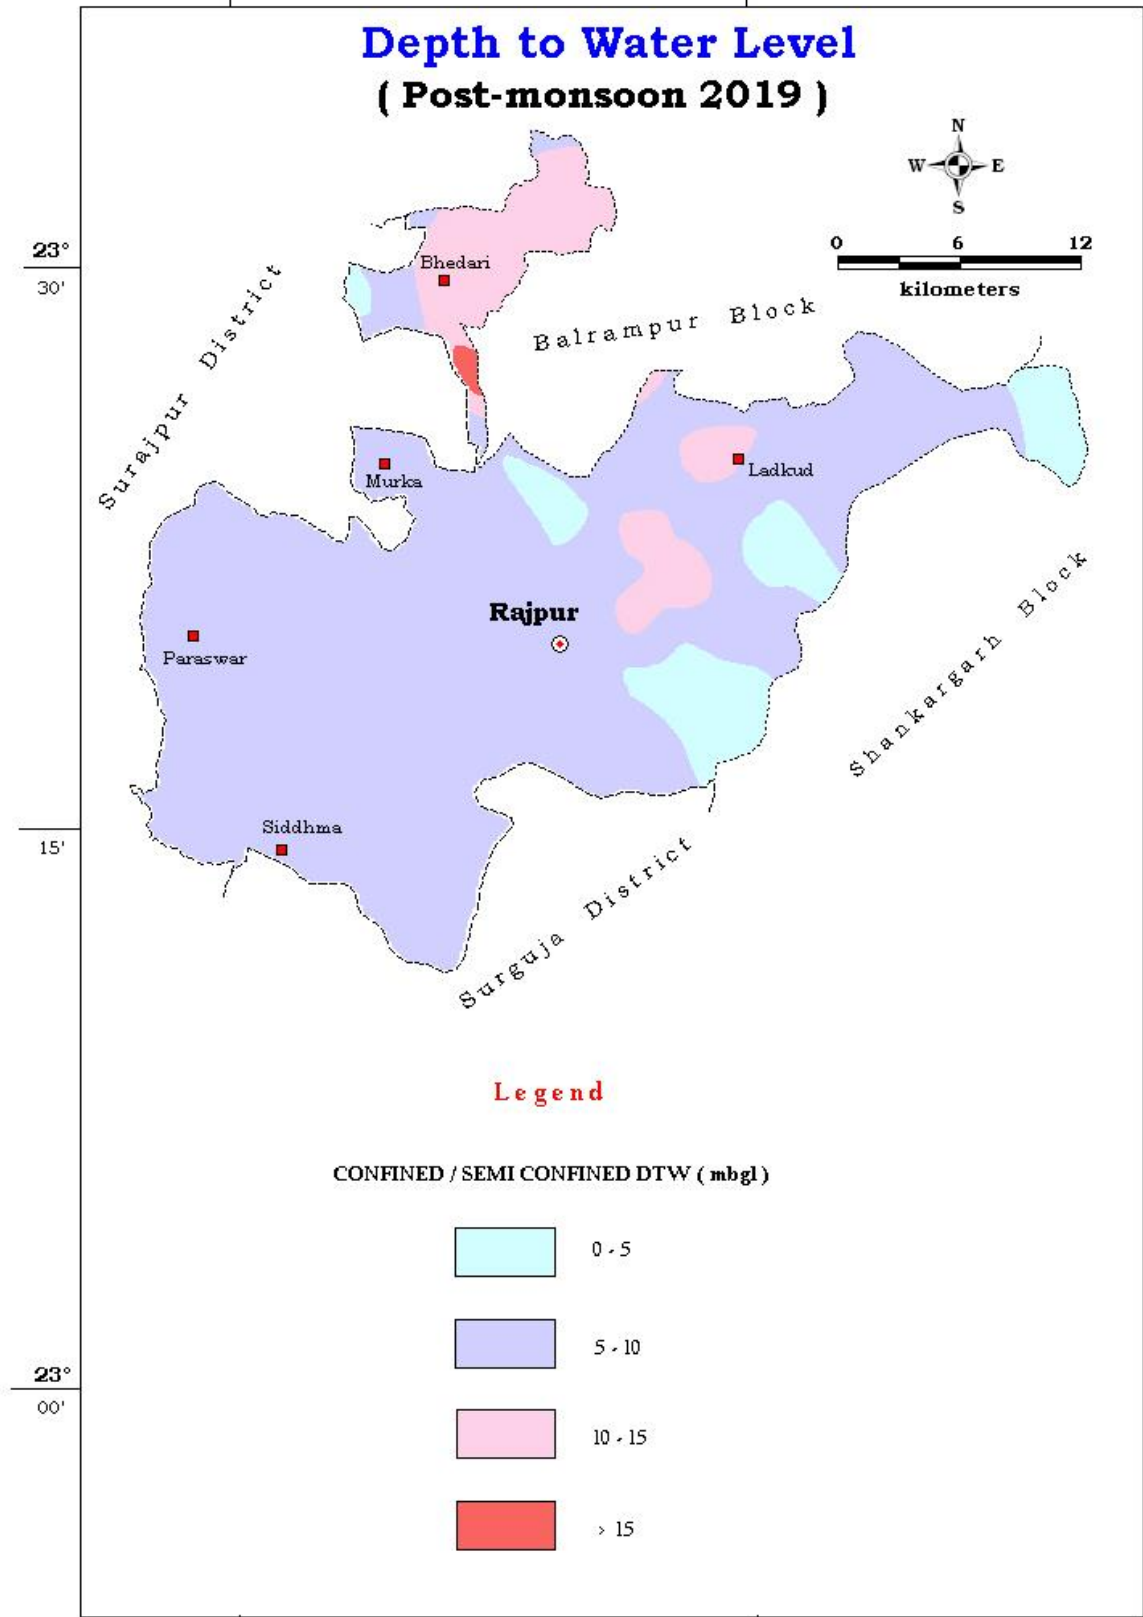 Depth to Water Level
( Post-monsoon 2019 )
N
W E
S
0 6 12
kilometers
23°
30'
Bhedari
Surajpur District
Balrampur Block
Murka
Ladkud
Rajpur
Paraswar
Shankargarh Block
Siddhma
15'
Surguja District
Legend
CONFINED / SEMI CONFINED DTW ( mbgl )
0 - 5
5 - 10
23°
00'
10 - 15
> 15